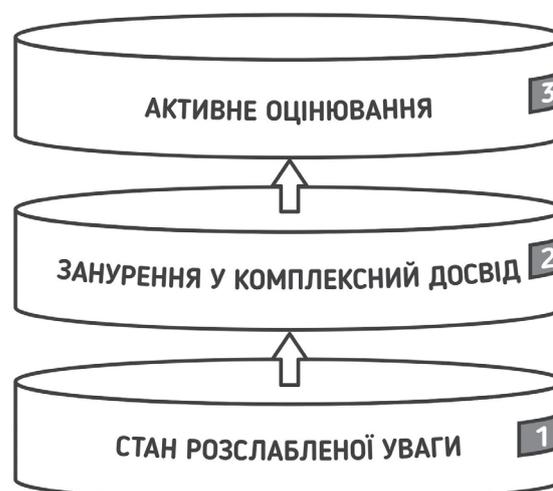 АКТИВНЕ ОЦІНЮВАННЯ
3
ЗАНУРЕННЯ У КОМПЛЕКСНИЙ ДОСВІД
2
СТАН РОЗСЛАБЛЕНОЇ УВАГИ
1